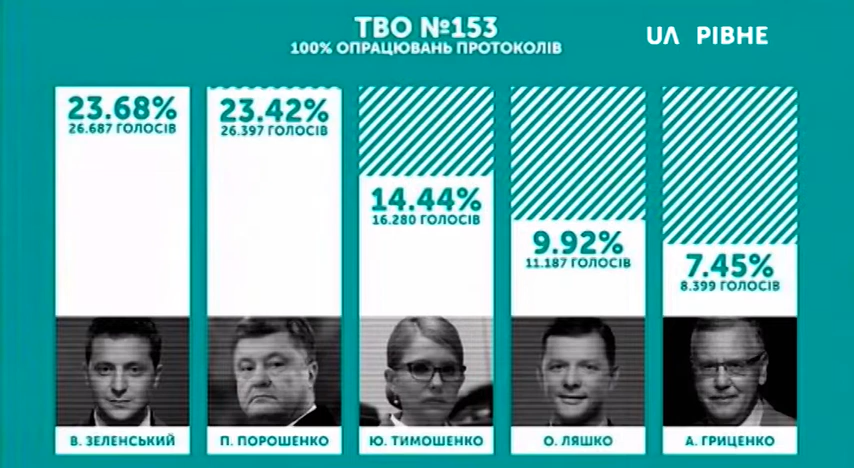 ТВО №153
100% ОПРАЦЮВАНЬ ПРОТОКОЛІВ
UA РІВНЕ
23.68%
26.687 ГОЛОСІВ
23.42%
26.397 ГОЛОСІВ
14.44%
16.280 ГОЛОСІВ
9.92%
11.187 ГОЛОСІВ
7.45%
8.399 ГОЛОСІВ
В. ЗЕЛЕНСЬКИЙ
П. ПОРОШЕНКО
Ю. ТИМОШЕНКО
О. ЛЯШКО
А. ГРИЦЕНКО